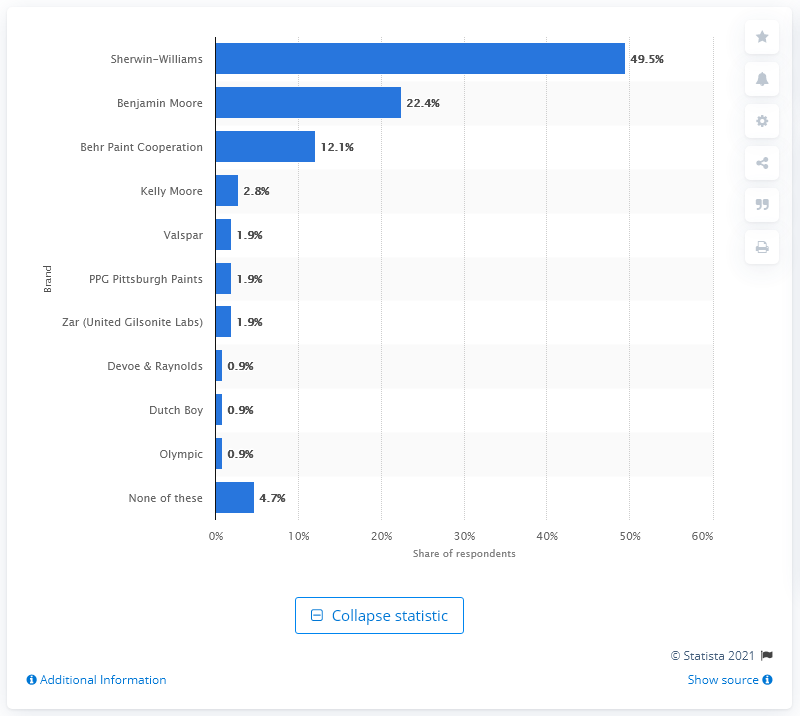 Sherwin-Williams 49.5%
Benjamin Moore 22.4%
Behr Paint Cooperation 12.1%
Kelly Moore 2.8%
Valspar 1.9%
Brand
PPG Pittsburgh Paints 1.9%
Zar (United Gilsonite Labs) 1.9%
Devoe & Raynolds 0.9%
Dutch Boy 0.9%
Olympic 0.9%
None of these 4.7%
0% 10% 20% 30% 40% 50% 60%
Share of respondents
Collapse statistic
© Statista 2021
Additional Information Show source